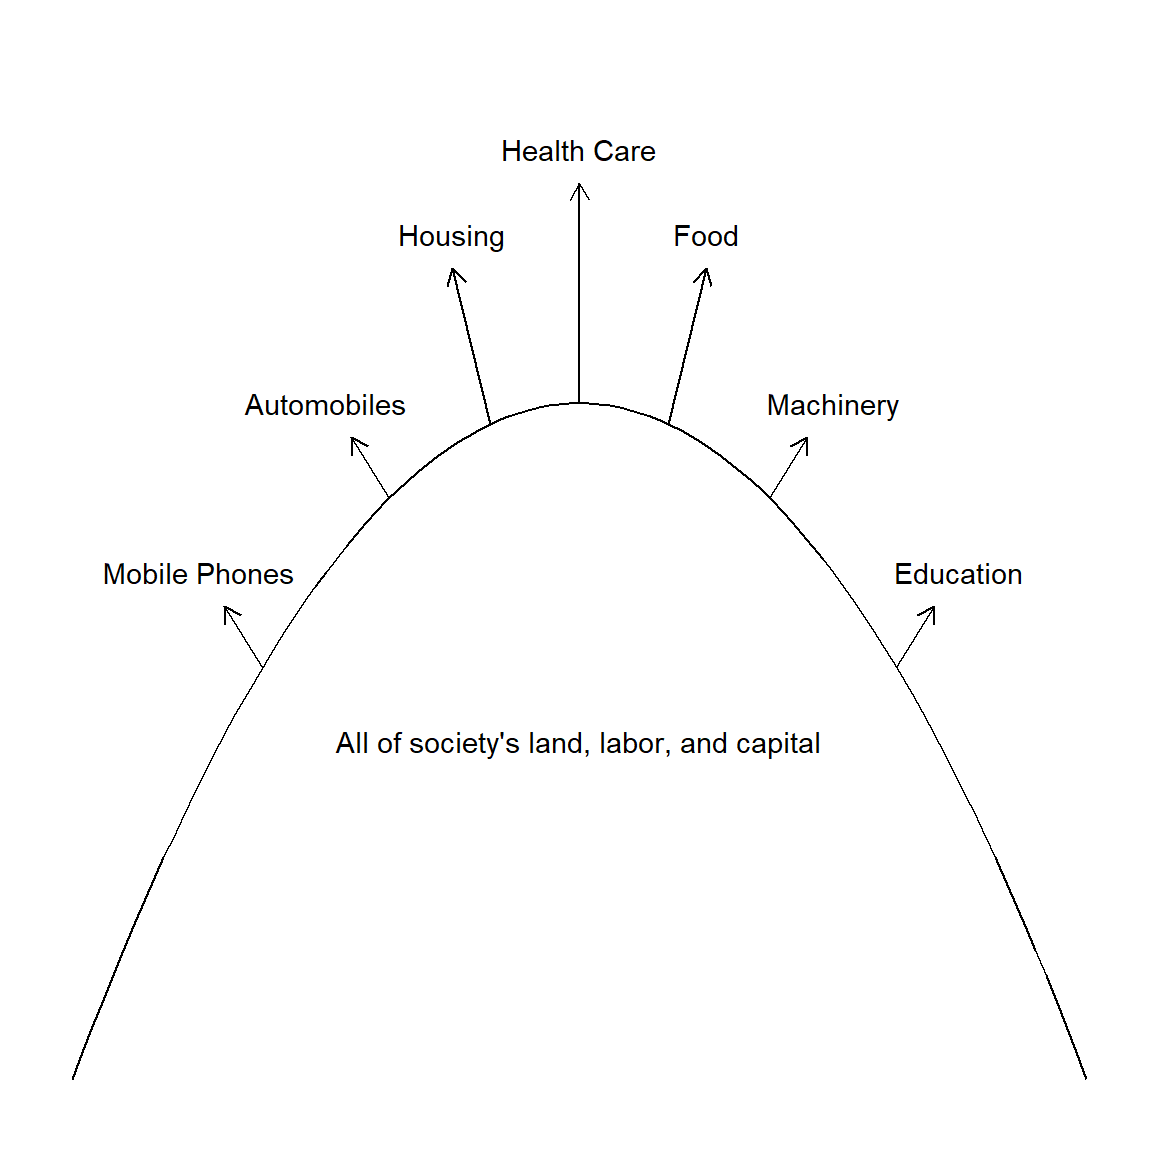 Health Care
Housing
Food
Automobiles
Machinery
Mobile Phones
Education
All of society's land, labor, and capital